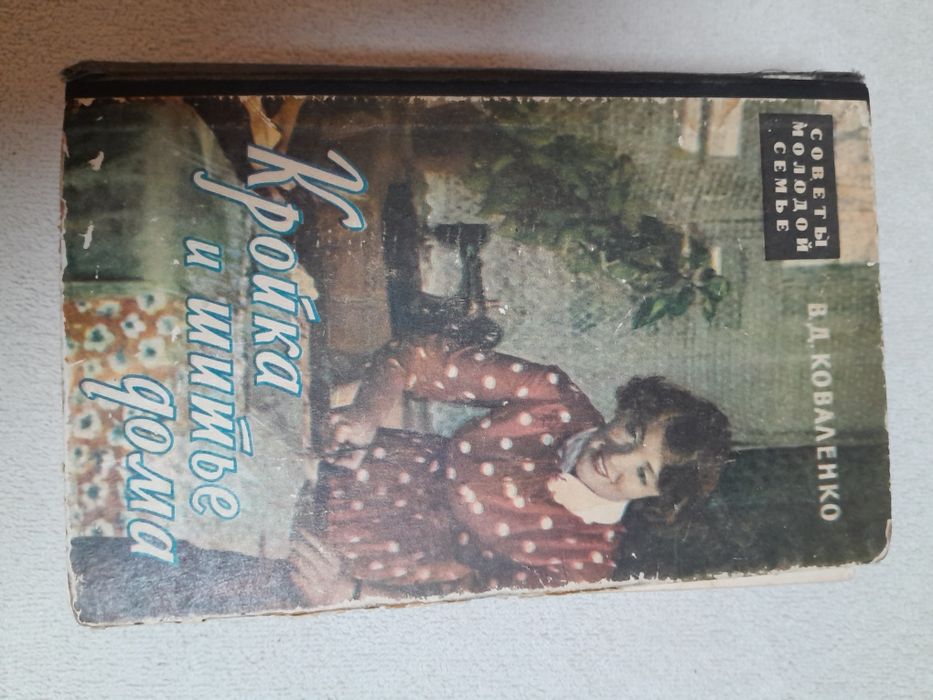 СОВЕТЫ
МОЛОДОЙ
СЕМЬЕ
В. Д. КОВАЛЕНКО
Кройка
и шитье
дома